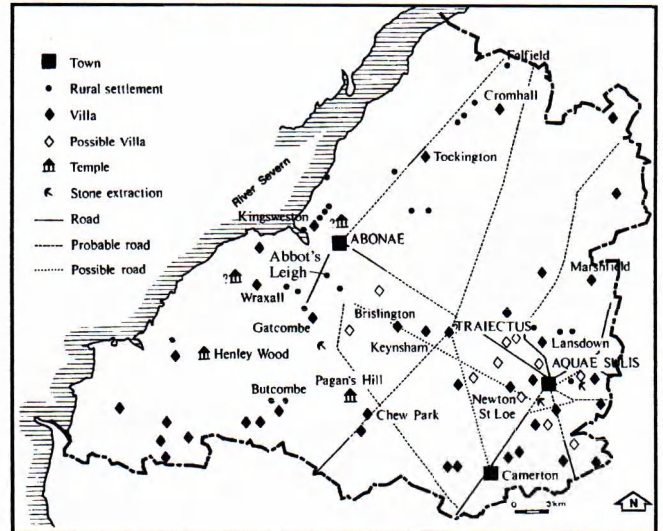 Town
Rural settlement
Villa
Possible Villa
Temple
Stone extraction
Road
Probable road
Possible road
River Severn
Falfield
Cromhall
Tockington
Kingsweston
?
ABONAE
Abbot's
Leigh
?
Wraxall
Marshfield
Gatcombe
Brislington
TRAIECTUS
Keynsham
Lansdown
Henley Wood
AQUAE SULIS
Butcombe
Pagan's Hill
Newton
St Loe
Chew Park
Camerton
0 3km
N